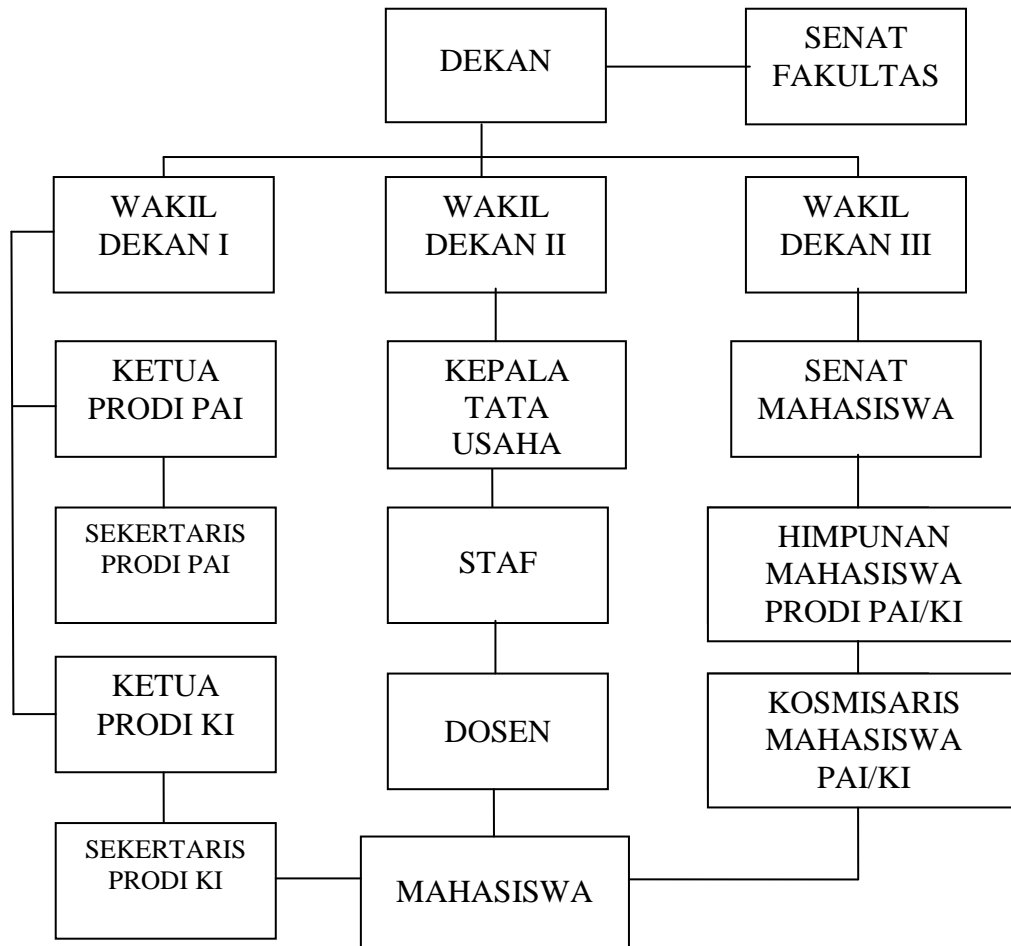 DEKAN
SENAT
FAKULTAS
WAKIL
DEKAN I
WAKIL
DEKAN II
WAKIL
DEKAN III
KETUA
PRODI PAI
KEPALA
TATA
USAHA
SENAT
MAHASISWA
SEKERTARIS
PRODI PAI
STAF
HIMPUNAN
MAHASISWA
PRODI PAI/KI
KETUA
PRODI KI
DOSEN
KOSMISARIS
MAHASISWA
PAI/KI
SEKERTARIS
PRODI KI
MAHASISWA